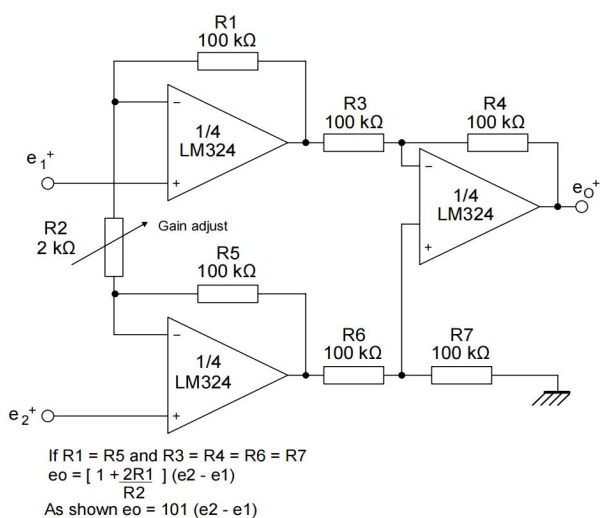 R1
100 kΩ
R3
100 kΩ
R4
100 kΩ
1/4
LM324
e1+
1/4
LM324
eO+
R2
2 kΩ
Gain adjust
R5
100 kΩ
R6
100 kΩ
R7
100 kΩ
1/4
LM324
e2+
If R1 = R5 and R3 = R4 = R6 = R7
eo = [ 1 + 2R1 ] (e2 - e1)
R2
As shown eo = 101 (e2 - e1)